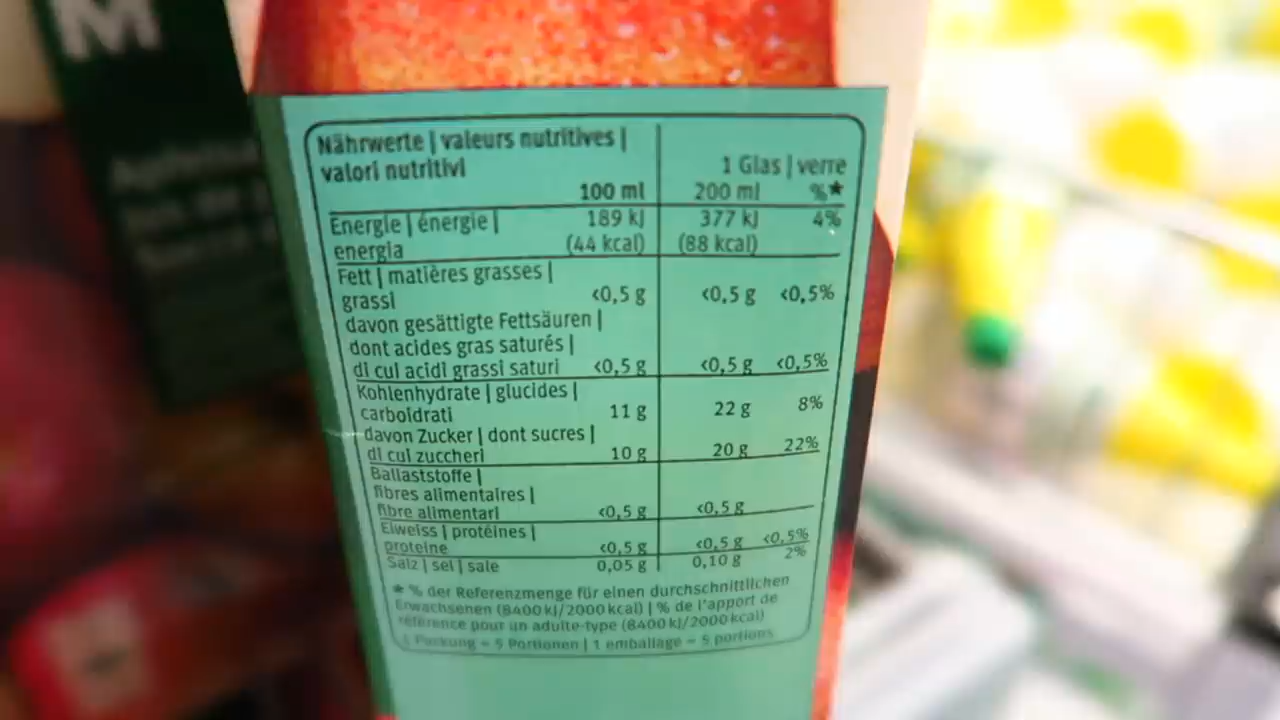 M
Nährwerte | valeurs nutritives |
valori nutritivi
1 Glas | verre
100 ml 200 ml %*
Energie | énergie | 189 kJ 377 kJ 4%
energia (44 kcal) (88 kcal)
Fett | matières grasses |
grassi <0,5 g <0,5 g <0,5%
davon gesättigte Fettsäuren |
dont acides gras saturés |
di cui acidi grassi saturi <0,5 g <0,5 g <0,5%
Kohlenhydrate | glucides |
carboidrati 11 g 22 g 8%
davon Zucker | dont sucres |
di cui zuccheri 10 g 20 g 22%
Ballaststoffe |
fibres alimentaires |
fibre alimentari <0,5 g <0,5 g
Eiweiss | protéines |
proteine <0,5 g <0,5 g <0,5%
Salz | sel | sale 0,05 g 0,10 g 2%
* % der Referenzmenge für einen durchschnittlichen
Erwachsenen (8400 kJ/2000 kcal) | % de l'apport de
référence pour un adulte-type (8400 kJ/2000 kcal)
1 Packung = 5 Portionen | 1 emballage = 5 portions